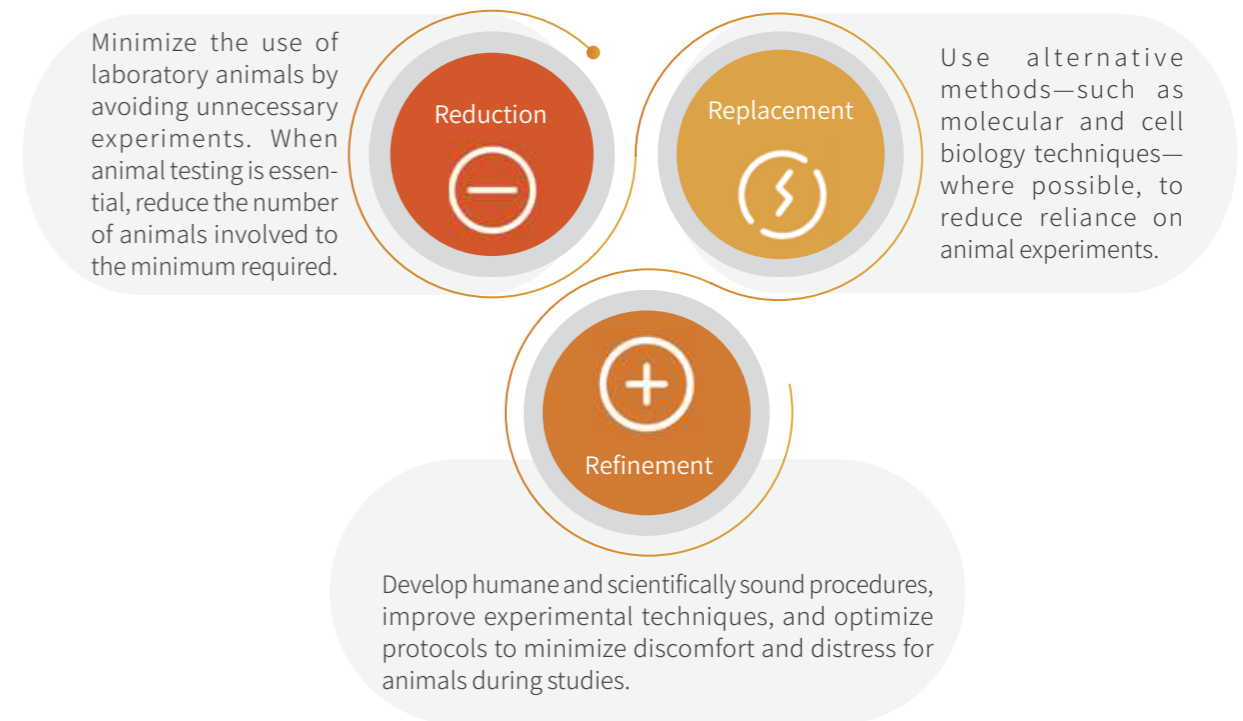 Minimize the use of
laboratory animals by
avoiding unnecessary
experiments. When
animal testing is essen-
tial, reduce the number
of animals involved to
the minimum required.
Reduction
Replacement
Use alternative
methods—such as
molecular and cell
biology techniques—
where possible, to
reduce reliance on
animal experiments.
Refinement
Develop humane and scientifically sound procedures,
improve experimental techniques, and optimize
protocols to minimize discomfort and distress for
animals during studies.